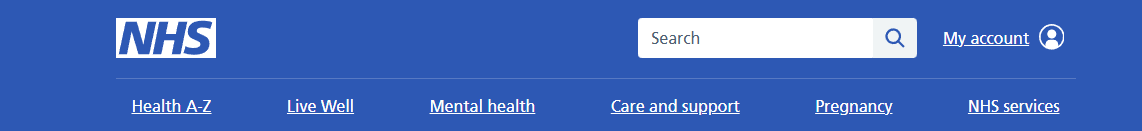 NHS
Search
My account
Health A-Z
Live Well
Mental health
Care and support
Pregnancy
NHS services